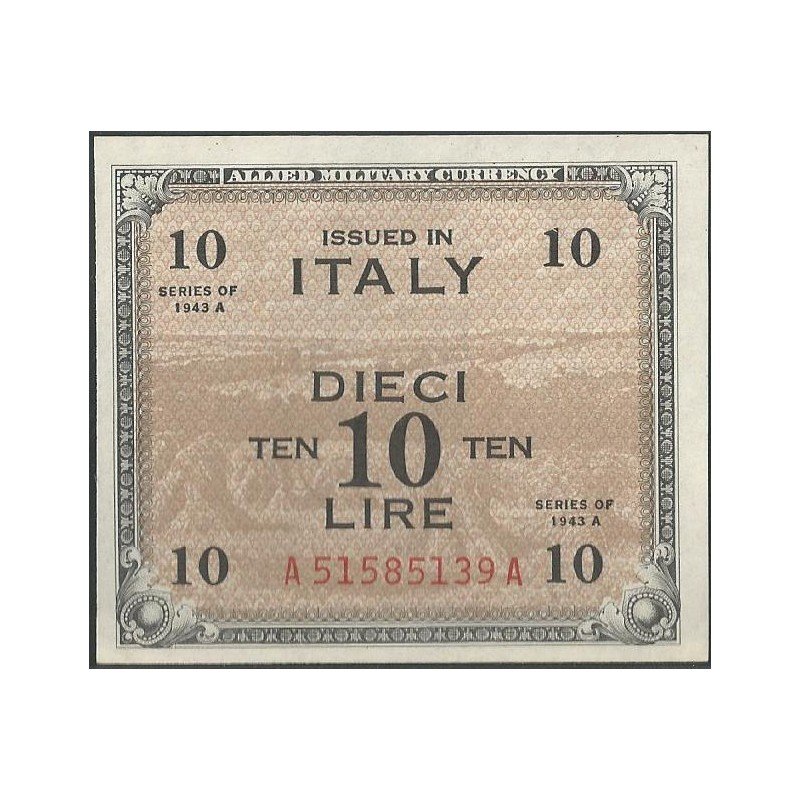 ALLIED MILITARY CURRENCY
10 ISSUED IN 10
ITALY
SERIES OF
1943 A
DIECI
TEN 10 TEN
LIRE
SERIES OF
1943 A
10 A51585139A 10